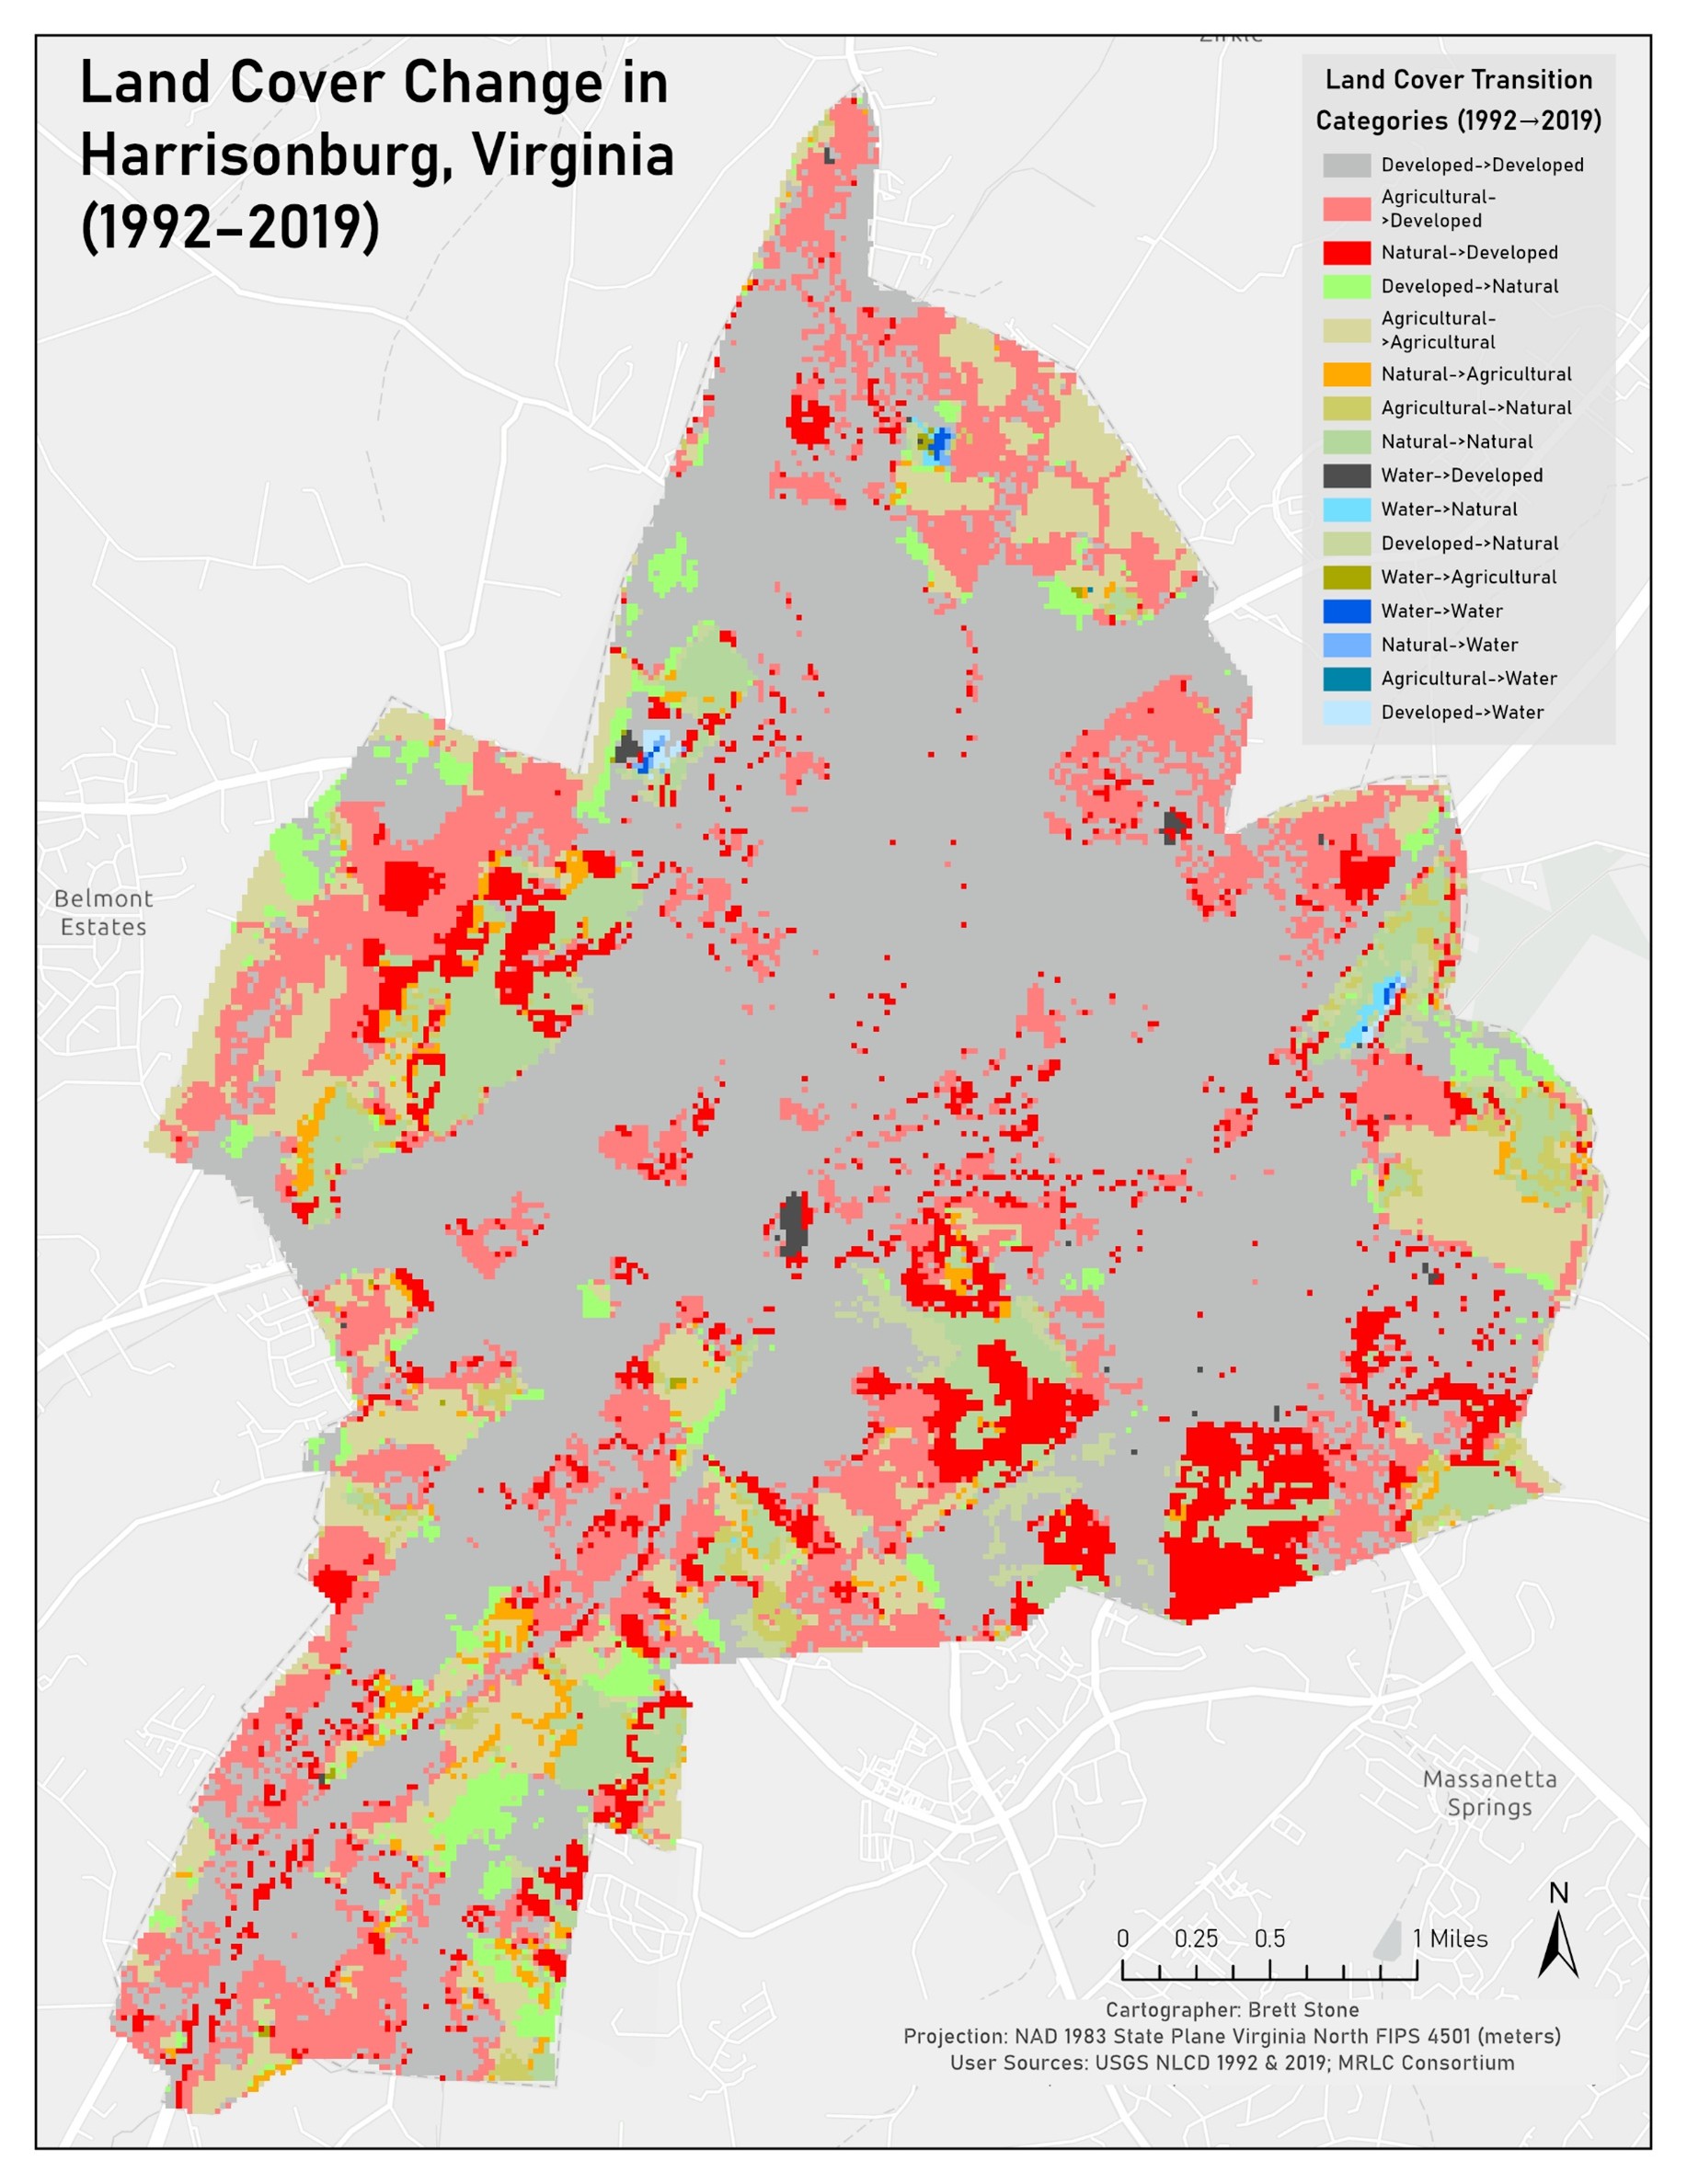 Zirkle
Land Cover Change in
Harrisonburg, Virginia
(1992–2019)
Land Cover Transition
Categories (1992→2019)
Developed->Developed
Agricultural-
>Developed
Natural->Developed
Developed->Natural
Agricultural-
>Agricultural
Natural->Agricultural
Agricultural->Natural
Natural->Natural
Water->Developed
Water->Natural
Developed->Natural
Water->Agricultural
Water->Water
Natural->Water
Agricultural->Water
Developed->Water
Belmont
Estates
Massanetta
Springs
N
0 0.25 0.5 1 Miles
Cartographer: Brett Stone
Projection: NAD 1983 State Plane Virginia North FIPS 4501 (meters)
User Sources: USGS NLCD 1992 & 2019; MRLC Consortium